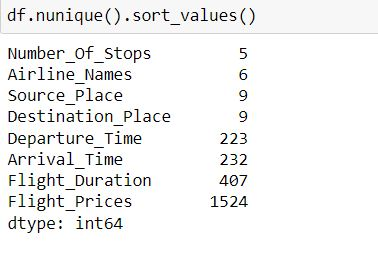 df.nunique().sort_values()
Number_Of_Stops 5
Airline_Names 6
Source_Place 9
Destination_Place 9
Departure_Time 223
Arrival_Time 232
Flight_Duration 407
Flight_Prices 1524
dtype: int64